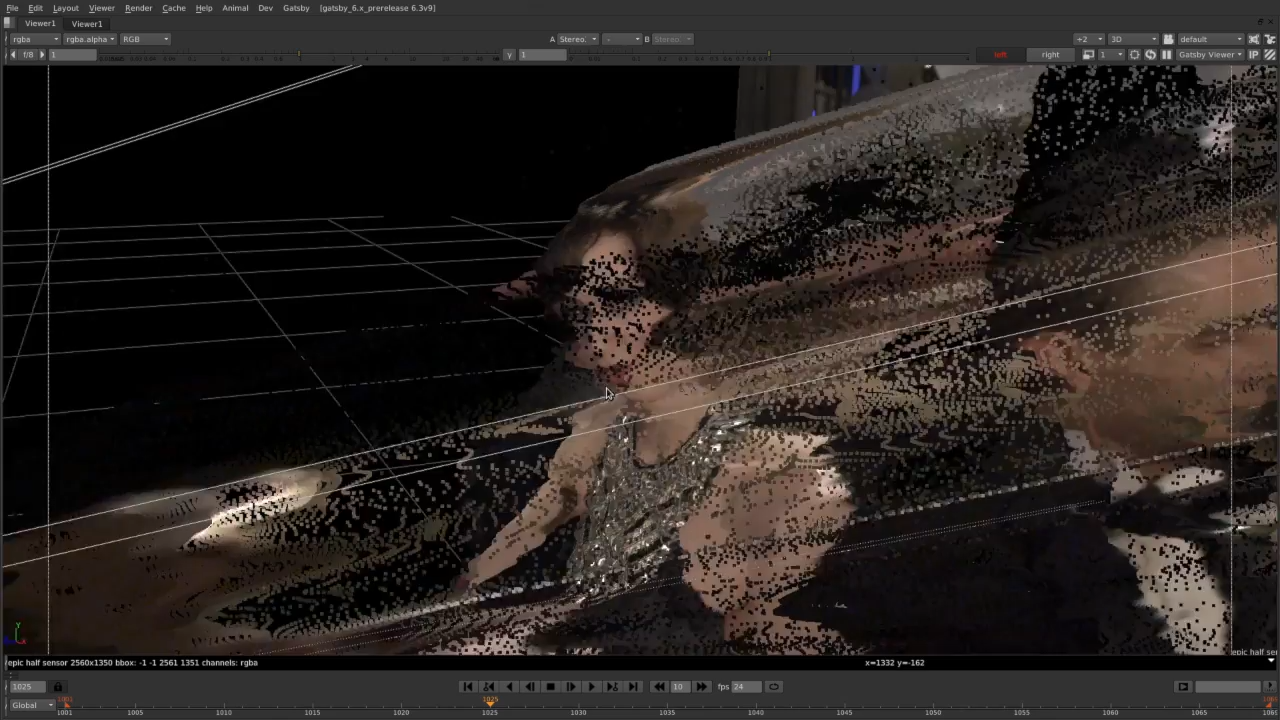 File Edit Layout Viewer Render Cache Help Animal Dev Gatsby [gatsby_6.x_prerelease 6.3v9]
Viewer1 Viewer1
rgba rgba.alpha RGB A Stereo. - B Stereo. +2 3D default
f/8 1 y 1 left right 1 Gatsby Viewer IP
y
epic half sensor 2560x1350 bbox: -1 -1 2561 1351 channels: rgba x=1332 y=-162
1025 10 fps 24
1025
Global 1001 1005 1010 1015 1020 1025 1030 1035 1040 1045 1050 1055 1060 1065